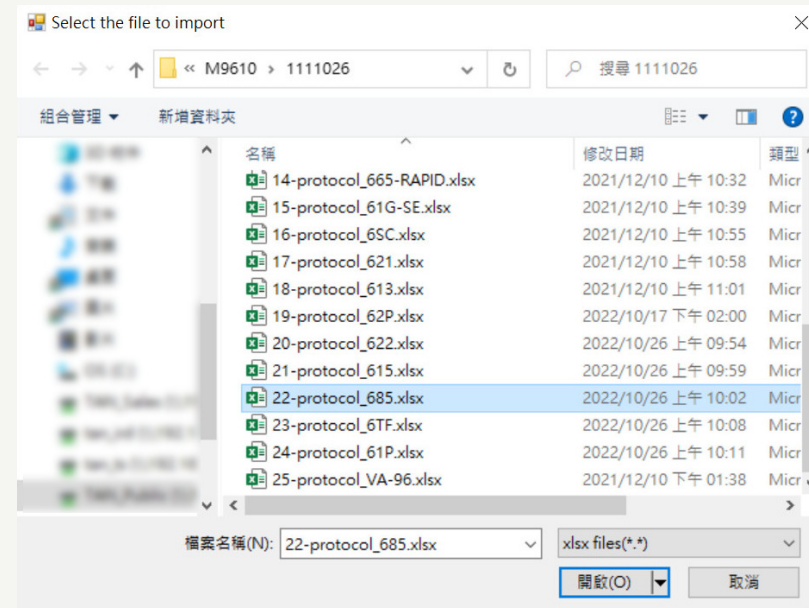 Select the file to import
« M9610 › 1111026
搜尋 1111026
組合管理 新增資料夾
名稱 修改日期 類型
14-protocol_665-RAPID.xlsx 2021/12/10 上午 10:32 Micr
15-protocol_61G-SE.xlsx 2021/12/10 上午 10:39 Micr
16-protocol_6SC.xlsx 2021/12/10 上午 10:55 Micr
17-protocol_621.xlsx 2021/12/10 上午 10:58 Micr
18-protocol_613.xlsx 2021/12/10 上午 11:01 Micr
19-protocol_62P.xlsx 2022/10/17 下午 02:00 Micr
20-protocol_622.xlsx 2022/10/26 上午 09:54 Micr
21-protocol_615.xlsx 2022/10/26 上午 09:59 Micr
22-protocol_685.xlsx 2022/10/26 上午 10:02 Micr
23-protocol_6TF.xlsx 2022/10/26 上午 10:08 Micr
24-protocol_61P.xlsx 2022/10/26 上午 10:11 Micr
25-protocol_VA-96.xlsx 2021/12/10 下午 01:38 Micr
檔案名稱(N): 22-protocol_685.xlsx xlsx files(*.*)
開啟(O) 取消